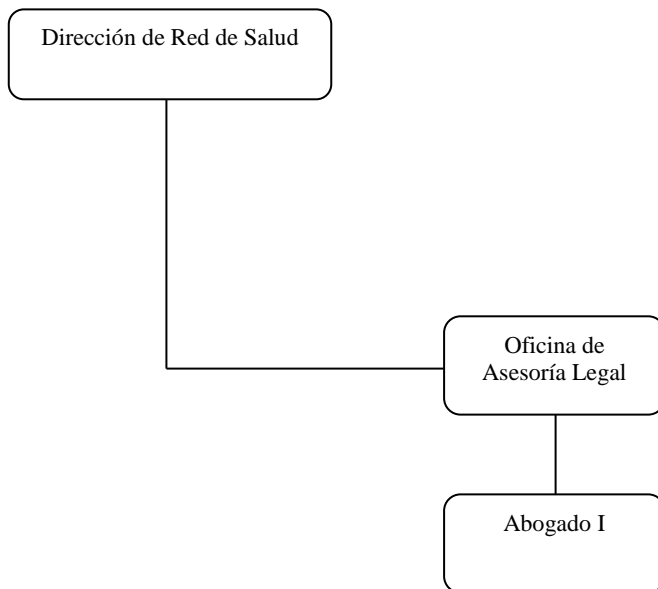 Dirección de Red de Salud
Oficina de
Asesoría Legal
Abogado I